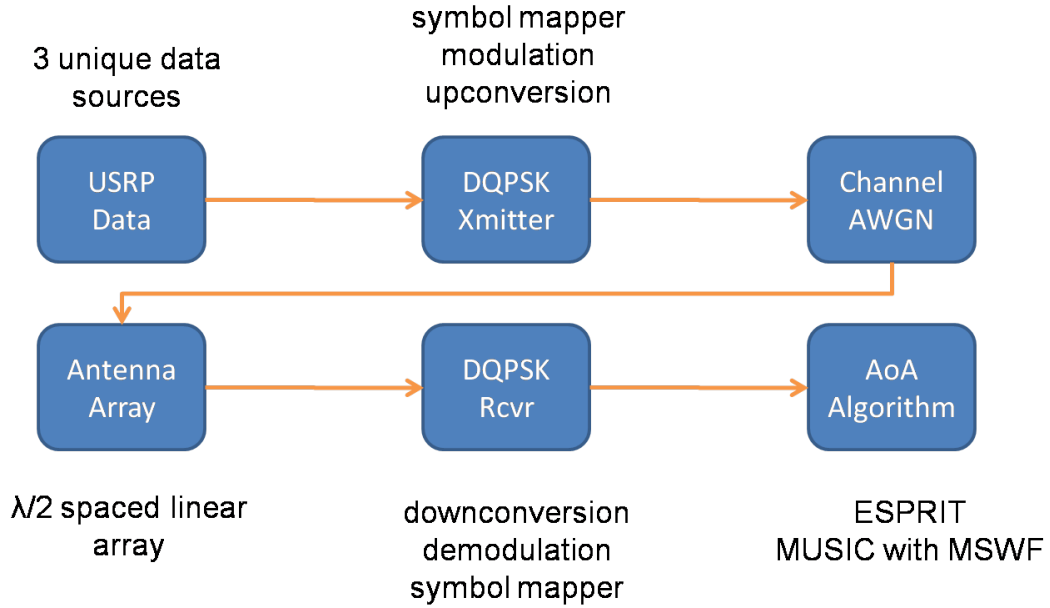 3 unique data
sources
symbol mapper
modulation
upconversion
USRP
Data
DQPSK
Xmitter
Channel
AWGN
Antenna
Array
DQPSK
Rcvr
AoA
Algorithm
λ/2 spaced linear
array
downconversion
demodulation
symbol mapper
ESPRIT
MUSIC with MSWF